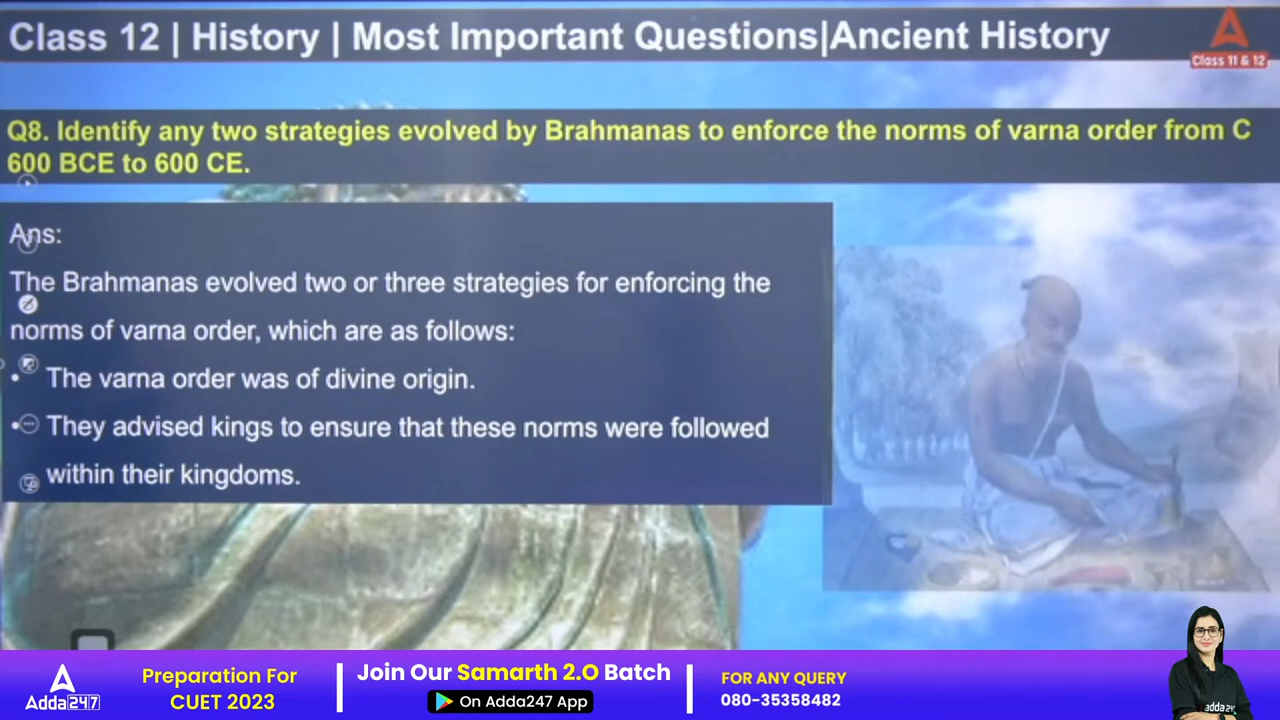 Class 12 | History | Most Important Questions|Ancient History
Class 11 & 12
Q8. Identify any two strategies evolved by Brahmanas to enforce the norms of varna order from C
600 BCE to 600 CE.
Ans:
The Brahmanas evolved two or three strategies for enforcing the
norms of varna order, which are as follows:
• The varna order was of divine origin.
• They advised kings to ensure that these norms were followed
within their kingdoms.
Preparation For
CUET 2023
Join Our Samarth 2.O Batch
On Adda247 App
FOR ANY QUERY
080-35358482
Adda247
adda 24